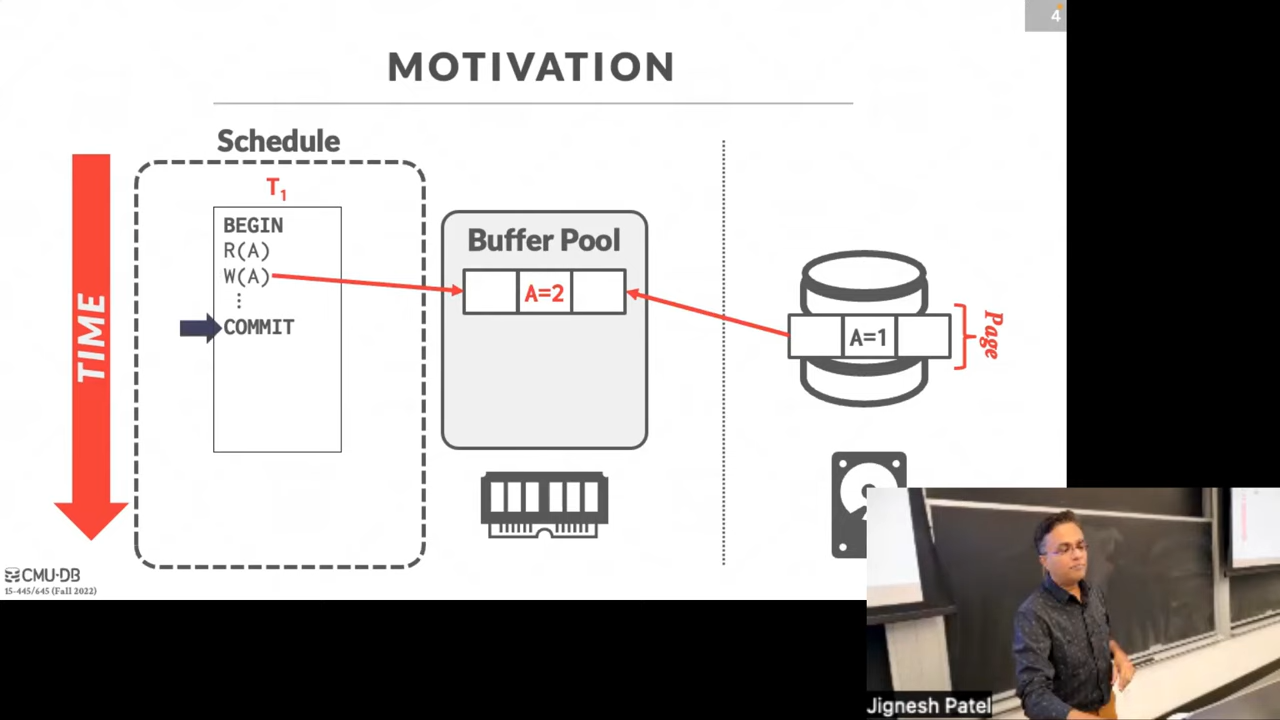 4
MOTIVATION
Schedule
TIME
T1
BEGIN
R(A)
W(A)
⋮
COMMIT
Buffer Pool
A=2
A=1
Page
CMU·DB
15-445/645 (Fall 2022)
Jignesh Patel